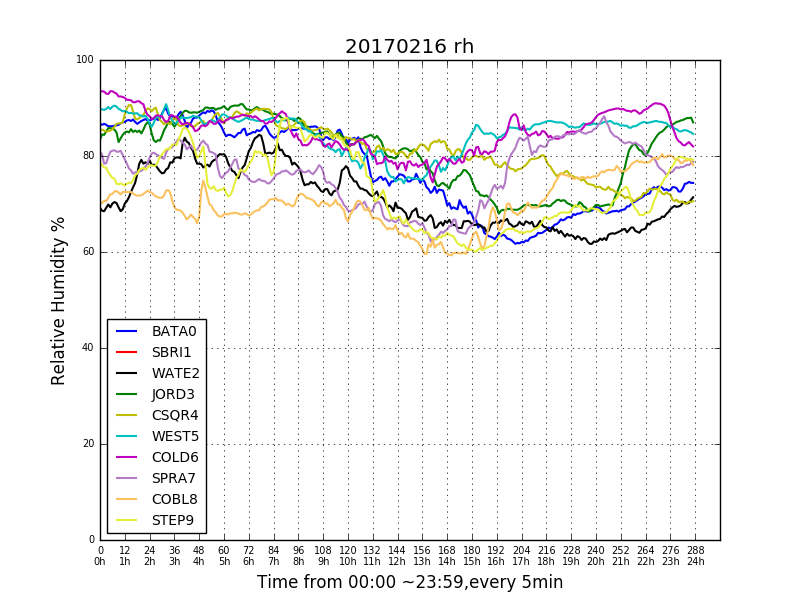 20170216 rh
100
80
60
40
20
0
Relative Humidity %
BATA0
SBRI1
WATE2
JORD3
CSQR4
WEST5
COLD6
SPRA7
COBL8
STEP9
0 12 24 36 48 60 72 84 96 108 120 132 144 156 168 180 192 204 216 228 240 252 264 276 288
0h 1h 2h 3h 4h 5h 6h 7h 8h 9h 10h 11h 12h 13h 14h 15h 16h 17h 18h 19h 20h 21h 22h 23h 24h
Time from 00:00 ~23:59,every 5min